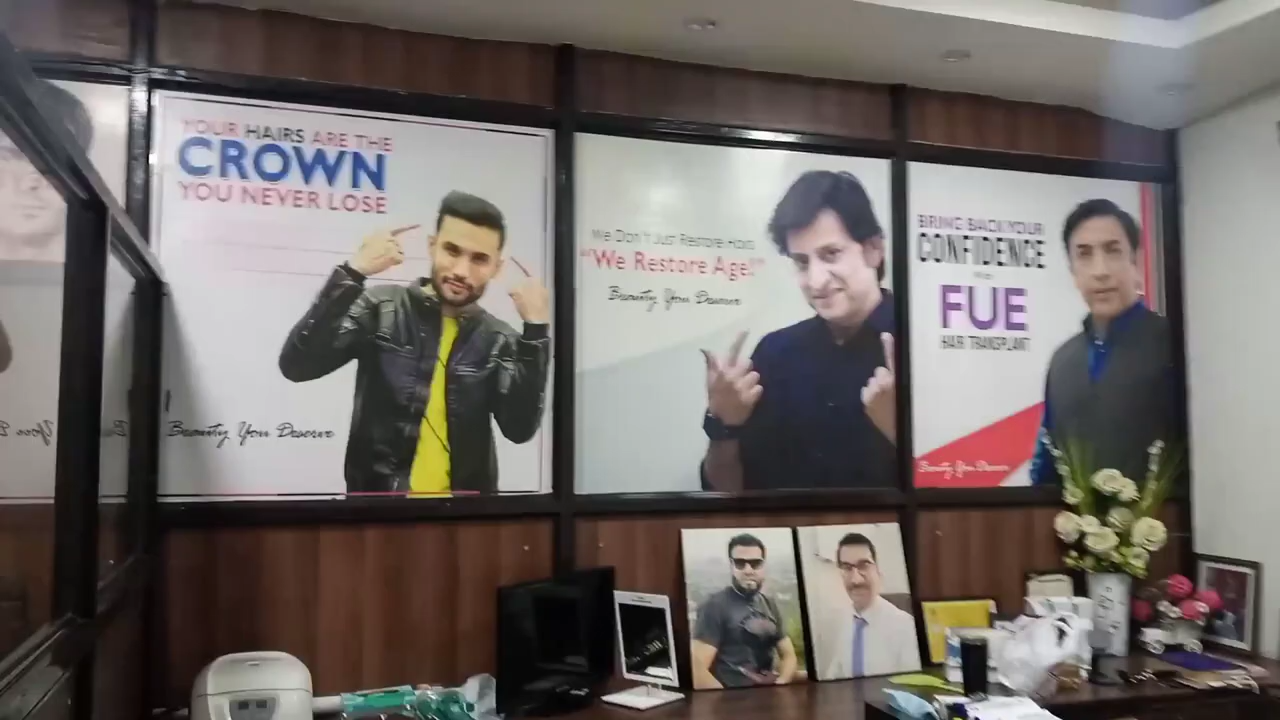 YOUR HAIRS ARE THE
CROWN
YOU NEVER LOSE
Beauty You Deserve
We Don't Just Restore Hairs
"We Restore Age!"
Beauty You Deserve
BRING BACK YOUR
CONFIDENCE
FUE
HAIR TRANSPLANT
Beauty You Deserve